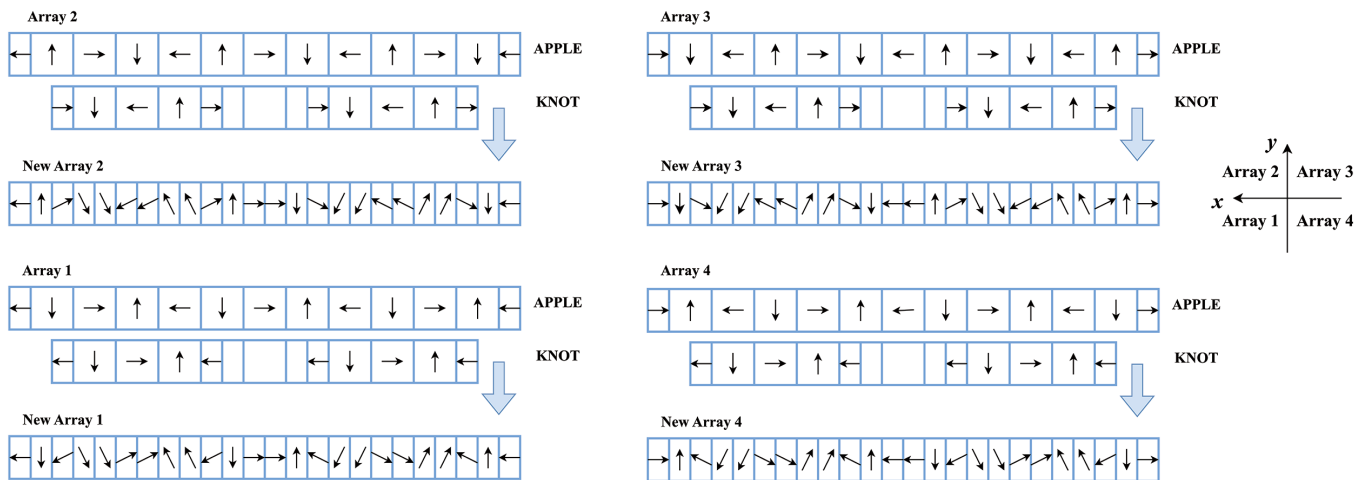 Array 2
APPLE
KNOT
New Array 2
Array 3
APPLE
KNOT
New Array 3
y
Array 2 Array 3
x
Array 1 Array 4
Array 1
APPLE
KNOT
New Array 1
Array 4
APPLE
KNOT
New Array 4